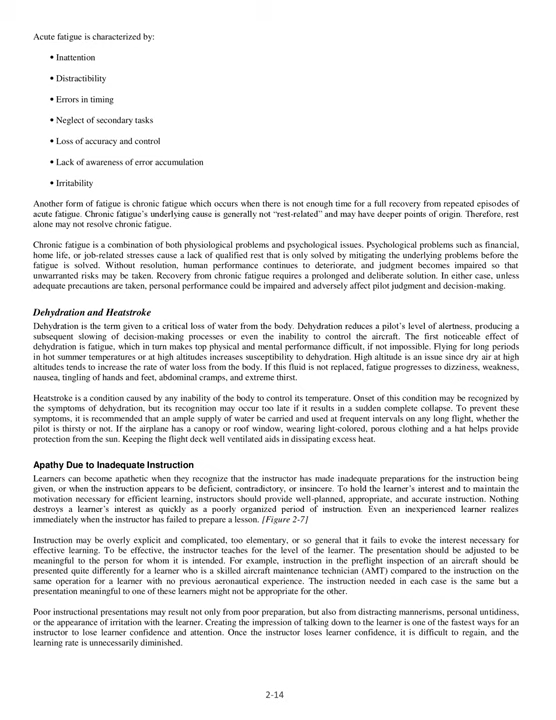 Acute fatigue is characterized by:
• Inattention
• Distractibility
• Errors in timing
• Neglect of secondary tasks
• Loss of accuracy and control
• Lack of awareness of error accumulation
• Irritability
Another form of fatigue is chronic fatigue which occurs when there is not enough time for a full recovery from repeated episodes of
acute fatigue. Chronic fatigue's underlying cause is generally not “rest-related” and may have deeper points of origin. Therefore, rest
alone may not resolve chronic fatigue.
Chronic fatigue is a combination of both physiological problems and psychological issues. Psychological problems such as financial,
home life, or job-related stresses cause a lack of qualified rest that is only solved by mitigating the underlying problems before the
fatigue is solved. Without resolution, human performance continues to deteriorate, and judgment becomes impaired so that
unwarranted risks may be taken. Recovery from chronic fatigue requires a prolonged and deliberate solution. In either case, unless
adequate precautions are taken, personal performance could be impaired and adversely affect pilot judgment and decision-making.
Dehydration and Heatstroke
Dehydration is the term given to a critical loss of water from the body. Dehydration reduces a pilot's level of alertness, producing a
subsequent slowing of decision-making processes or even the inability to control the aircraft. The first noticeable effect of
dehydration is fatigue, which in turn makes top physical and mental performance difficult, if not impossible. Flying for long periods
in hot summer temperatures or at high altitudes increases susceptibility to dehydration. High altitude is an issue since dry air at high
altitudes tends to increase the rate of water loss from the body. If this fluid is not replaced, fatigue progresses to dizziness, weakness,
nausea, tingling of hands and feet, abdominal cramps, and extreme thirst.
Heatstroke is a condition caused by any inability of the body to control its temperature. Onset of this condition may be recognized by
the symptoms of dehydration, but its recognition may occur too late if it results in a sudden complete collapse. To prevent these
symptoms, it is recommended that an ample supply of water be carried and used at frequent intervals on any long flight, whether the
pilot is thirsty or not. If the airplane has a canopy or roof window, wearing light-colored, porous clothing and a hat helps provide
protection from the sun. Keeping the flight deck well ventilated aids in dissipating excess heat.
Apathy Due to Inadequate Instruction
Learners can become apathetic when they recognize that the instructor has made inadequate preparations for the instruction being
given, or when the instruction appears to be deficient, contradictory, or insincere. To hold the learner's interest and to maintain the
motivation necessary for efficient learning, instructors should provide well-planned, appropriate, and accurate instruction. Nothing
destroys a learner's interest as quickly as a poorly organized period of instruction. Even an inexperienced learner realizes
immediately when the instructor has failed to prepare a lesson. [Figure 2-7]
Instruction may be overly explicit and complicated, too elementary, or so general that it fails to evoke the interest necessary for
effective learning. To be effective, the instructor teaches for the level of the learner. The presentation should be adjusted to be
meaningful to the person for whom it is intended. For example, instruction in the preflight inspection of an aircraft should be
presented quite differently for a learner who is a skilled aircraft maintenance technician (AMT) compared to the instruction on the
same operation for a learner with no previous aeronautical experience. The instruction needed in each case is the same but a
presentation meaningful to one of these learners might not be appropriate for the other.
Poor instructional presentations may result not only from poor preparation, but also from distracting mannerisms, personal untidiness,
or the appearance of irritation with the learner. Creating the impression of talking down to the learner is one of the fastest ways for an
instructor to lose learner confidence and attention. Once the instructor loses learner confidence, it is difficult to regain, and the
learning rate is unnecessarily diminished.
2-14